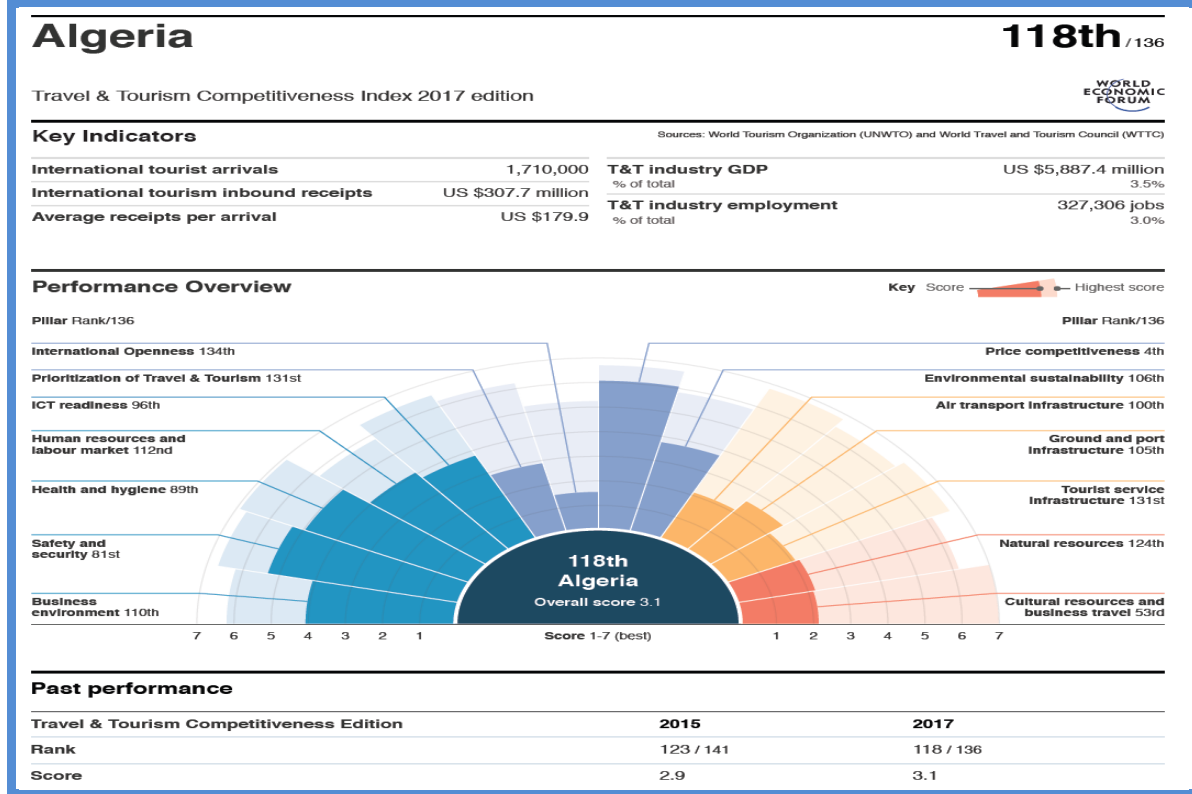 Algeria
118th / 136
Travel & Tourism Competitiveness Index 2017 edition
WORLD
ECONOMIC
FORUM
Key Indicators
Sources: World Tourism Organization (UNWTO) and World Travel and Tourism Council (WTTC)
International tourist arrivals 1,710,000
International tourism inbound receipts US $307.7 million
Average receipts per arrival US $179.9
T&T industry GDP US $5,887.4 million
% of total 3.5%
T&T industry employment 327,306 jobs
% of total 3.0%
Performance Overview
Key Score Highest score
Pillar Rank/136
Pillar Rank/136
International Openness 134th
Prioritization of Travel & Tourism 131st
ICT readiness 96th
Human resources and
labour market 112nd
Health and hygiene 89th
Safety and
security 81st
Business
environment 110th
Price competitiveness 4th
Environmental sustainability 106th
Air transport infrastructure 100th
Ground and port
infrastructure 105th
Tourist service
infrastructure 131st
Natural resources 124th
Cultural resources and
business travel 53rd
118th
Algeria
Overall score 3.1
7 6 5 4 3 2 1 Score 1-7 (best) 1 2 3 4 5 6 7
Past performance
Travel & Tourism Competitiveness Edition 2015 2017
Rank 123 / 141 118 / 136
Score 2.9 3.1